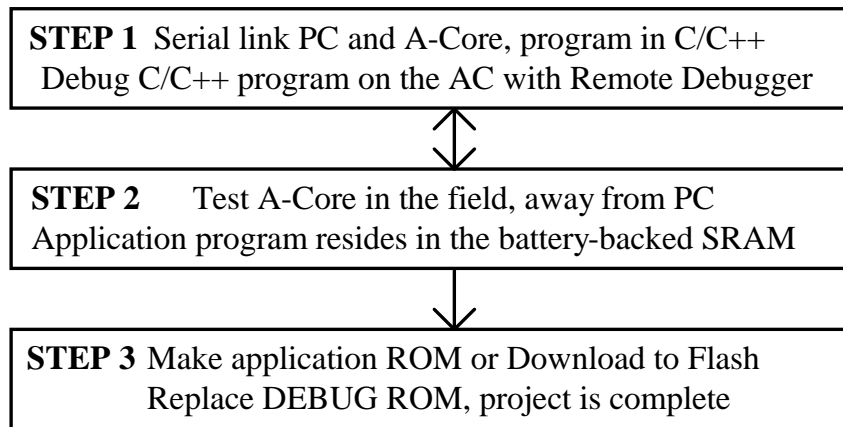 STEP 1 Serial link PC and A-Core, program in C/C++
Debug C/C++ program on the AC with Remote Debugger
STEP 2 Test A-Core in the field, away from PC
Application program resides in the battery-backed SRAM
STEP 3 Make application ROM or Download to Flash
Replace DEBUG ROM, project is complete